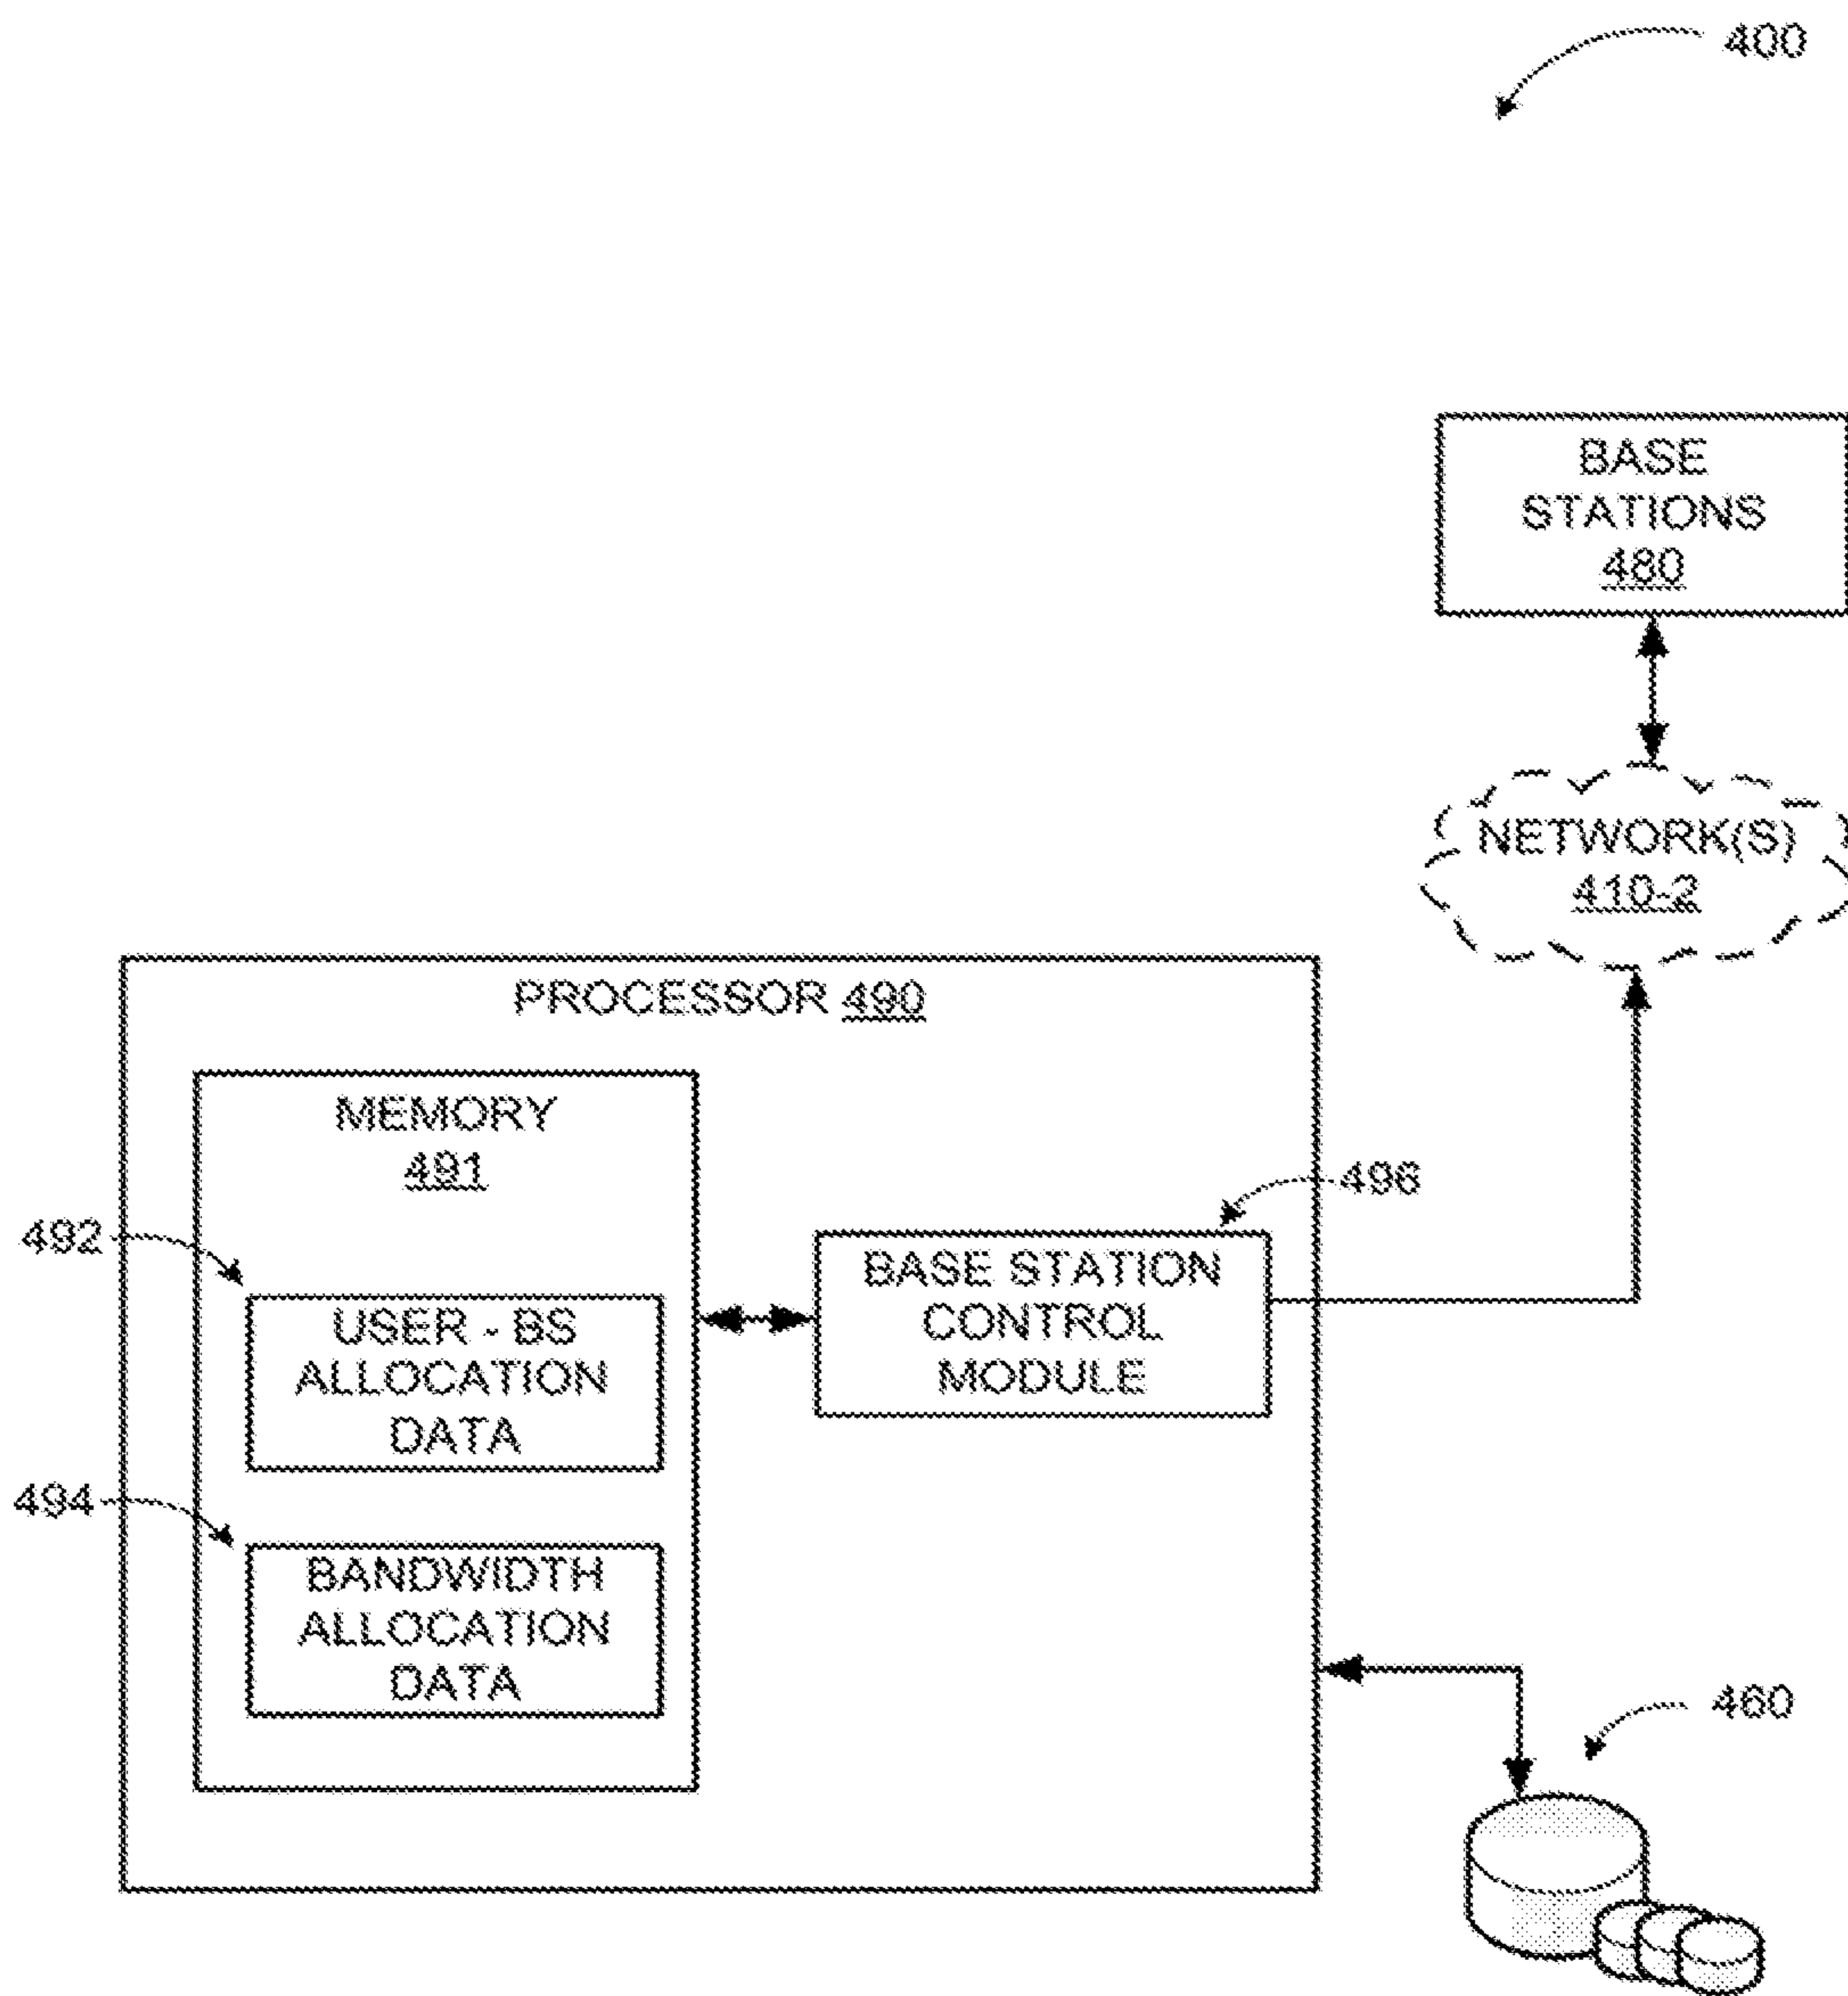 400
BASE
STATIONS
480
NETWORK(S)
410-2
PROCESSOR 490
MEMORY
491
496
492
USER - BS
ALLOCATION
DATA
BASE STATION
CONTROL
MODULE
494
BANDWIDTH
ALLOCATION
DATA
460